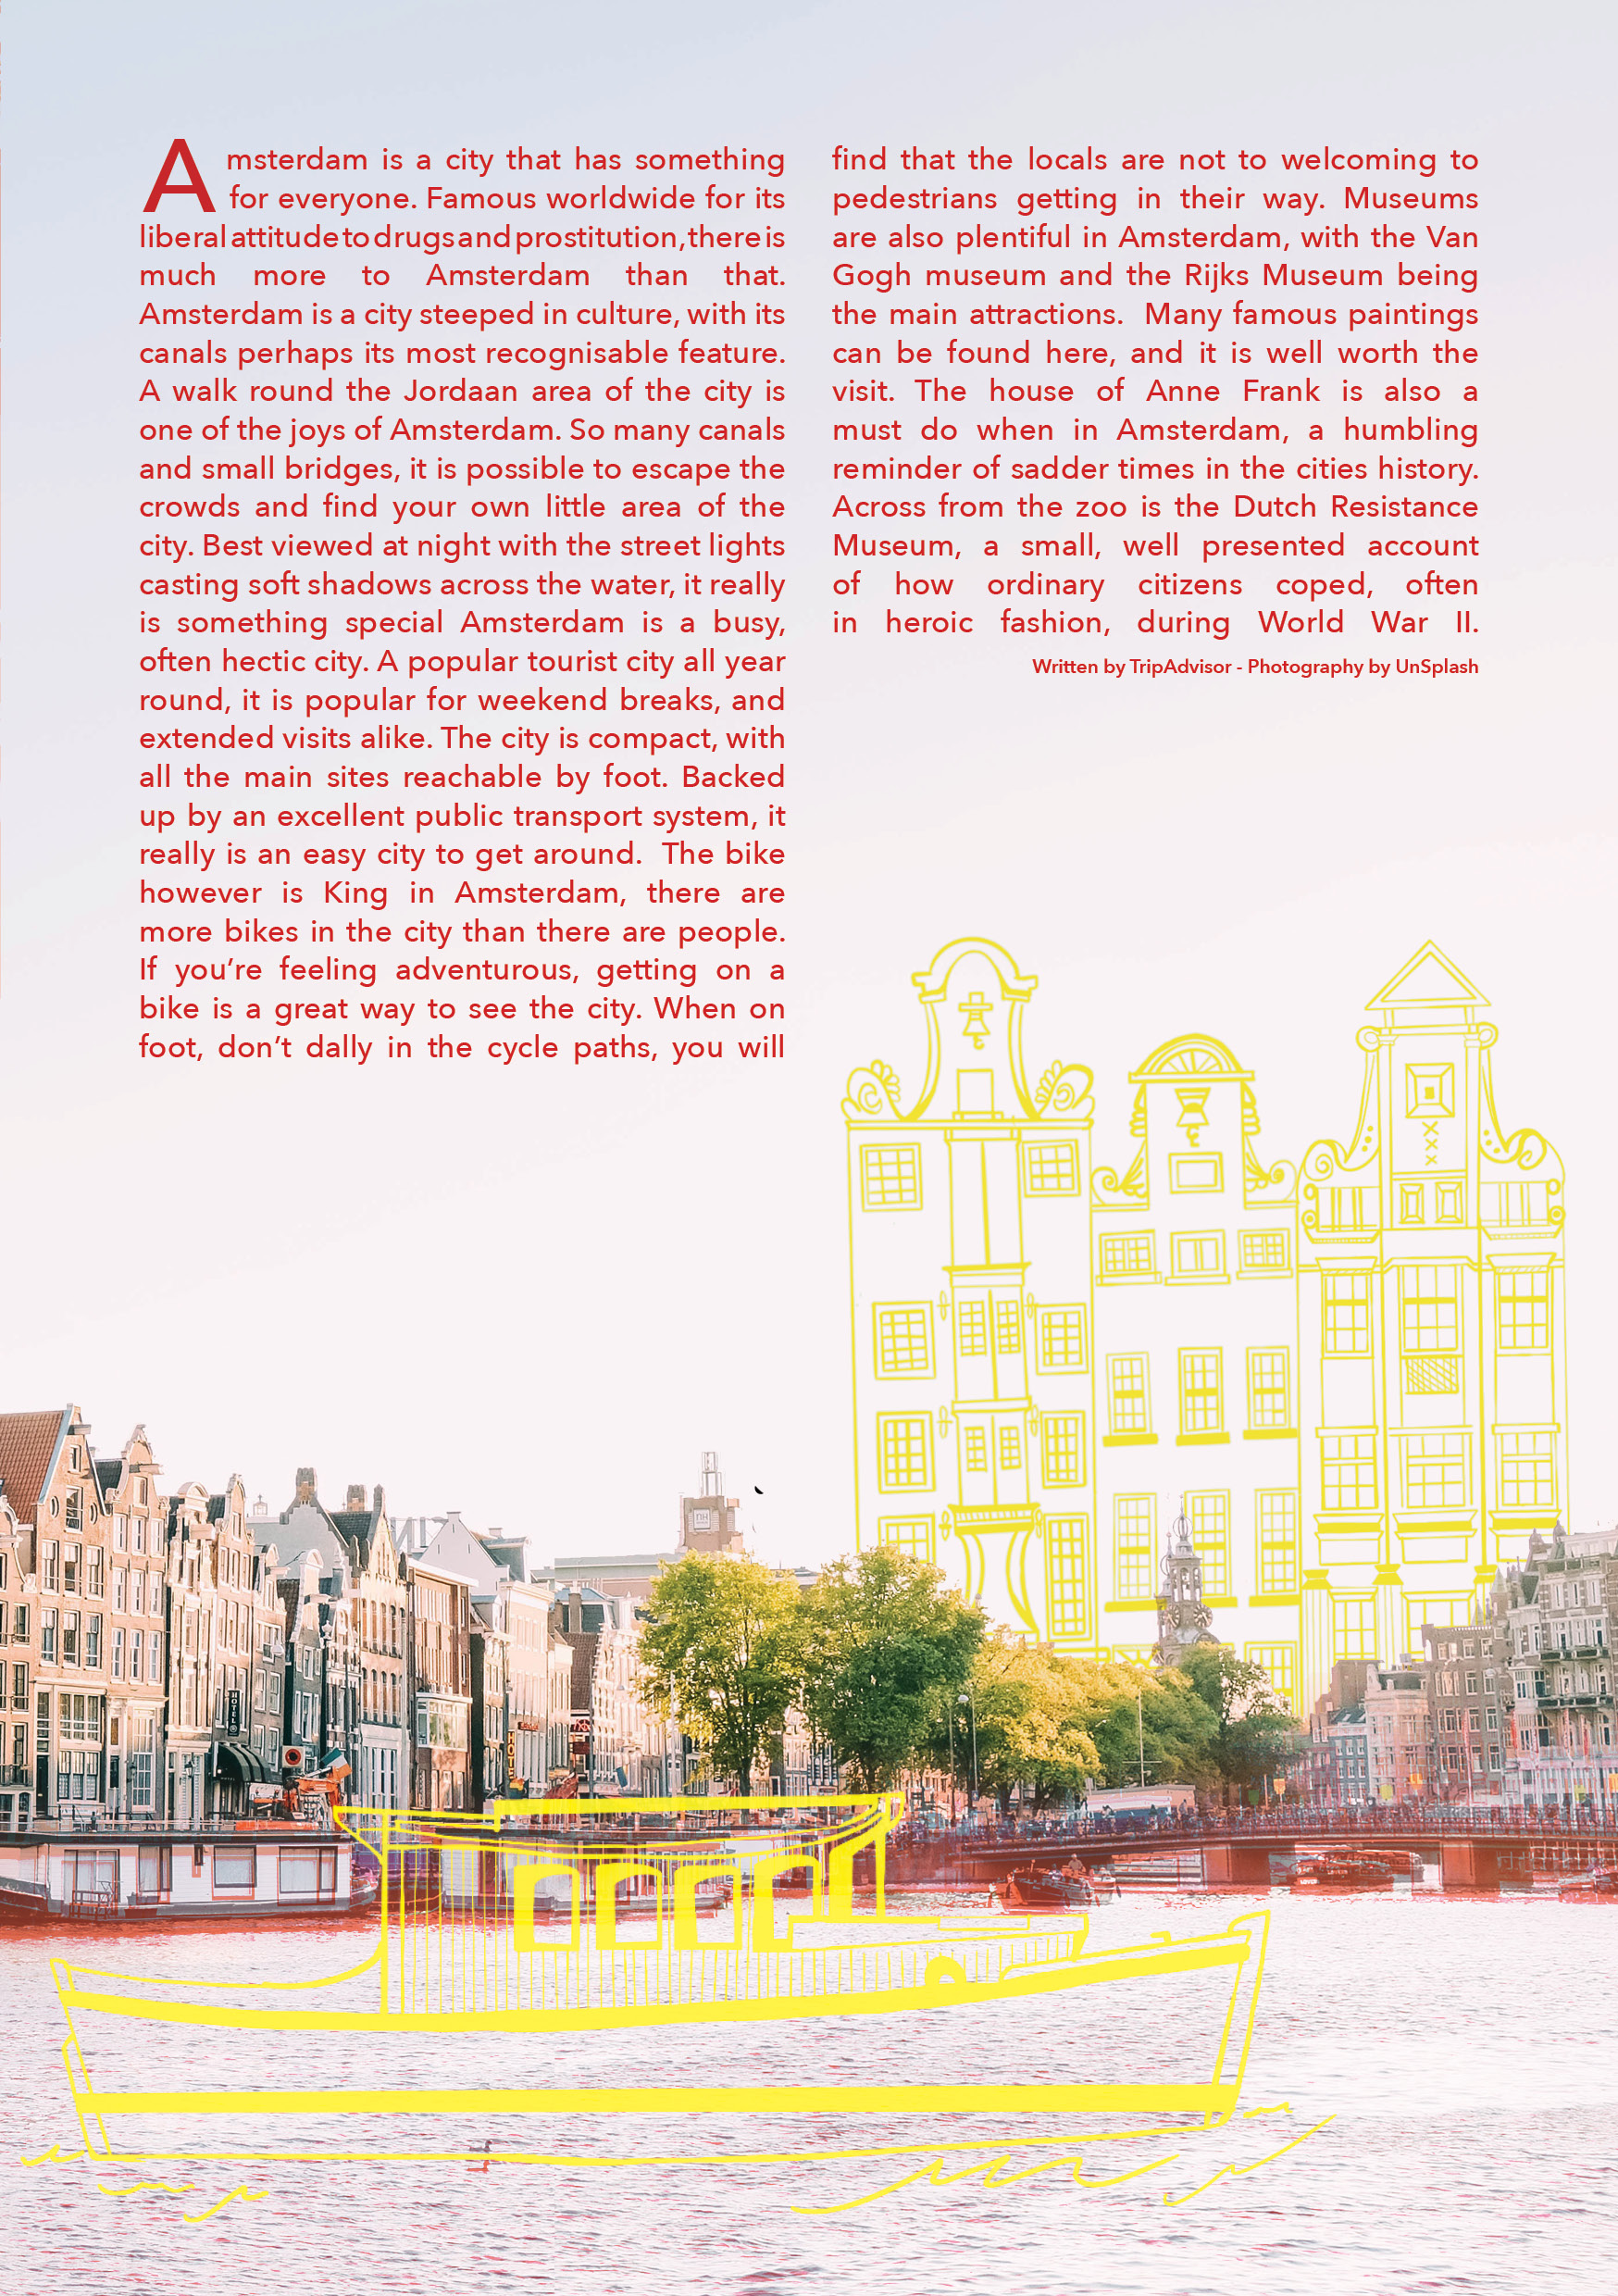 Amsterdam is a city that has something
for everyone. Famous worldwide for its
liberal attitude to drugs and prostitution, there is
much more to Amsterdam than that.
Amsterdam is a city steeped in culture, with its
canals perhaps its most recognisable feature.
A walk round the Jordaan area of the city is
one of the joys of Amsterdam. So many canals
and small bridges, it is possible to escape the
crowds and find your own little area of the
city. Best viewed at night with the street lights
casting soft shadows across the water, it really
is something special Amsterdam is a busy,
often hectic city. A popular tourist city all year
round, it is popular for weekend breaks, and
extended visits alike. The city is compact, with
all the main sites reachable by foot. Backed
up by an excellent public transport system, it
really is an easy city to get around.  The bike
however is King in Amsterdam, there are
more bikes in the city than there are people.
If you’re feeling adventurous, getting on a
bike is a great way to see the city. When on
foot, don’t dally in the cycle paths, you will
find that the locals are not to welcoming to
pedestrians getting in their way. Museums
are also plentiful in Amsterdam, with the Van
Gogh museum and the Rijks Museum being
the main attractions.  Many famous paintings
can be found here, and it is well worth the
visit. The house of Anne Frank is also a
must do when in Amsterdam, a humbling
reminder of sadder times in the cities history.
Across from the zoo is the Dutch Resistance
Museum, a small, well presented account
of how ordinary citizens coped, often
in heroic fashion, during World War II.
Written by TripAdvisor - Photography by UnSplash
HOTEL
HOTEL